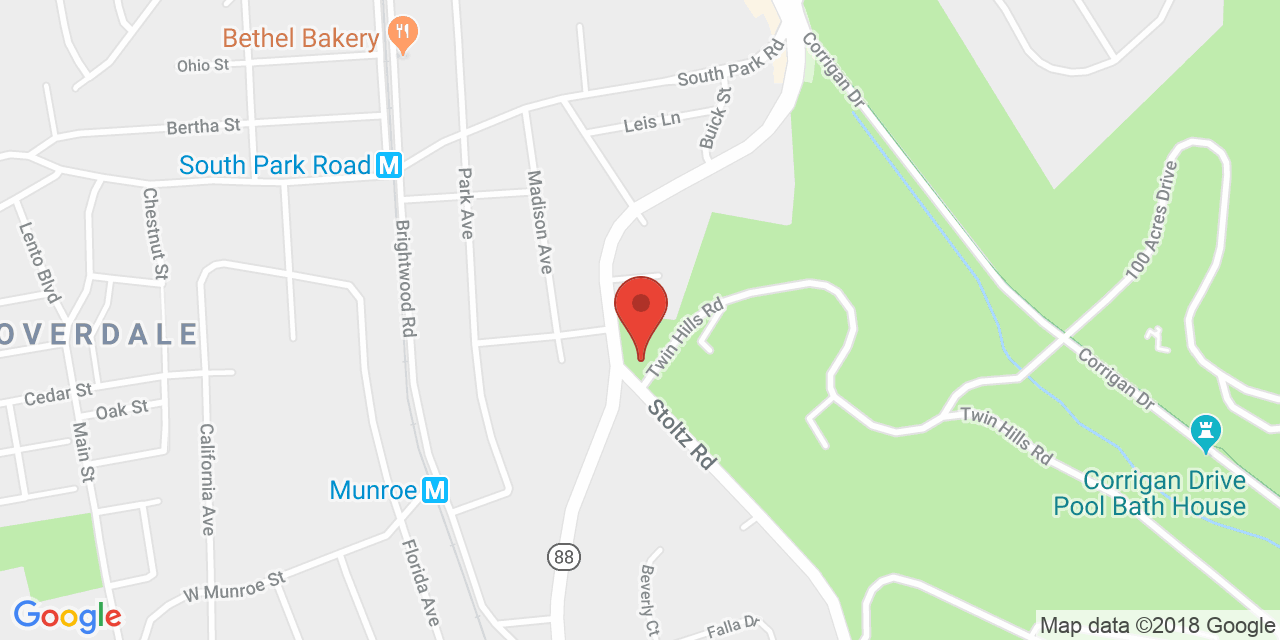 Bethel Bakery
Ohio St
South Park Rd
Corrigan Dr
Leis Ln
Buick St
Bertha St
South Park Road M
Park Ave
Madison Ave
Chestnut St
Brightwood Rd
Lento Blvd
100 Acres Drive
Twin Hills Rd
OVERDALE
Corrigan Dr
Cedar St
Oak St
Stoltz Rd
Twin Hills Rd
Main St
California Ave
Munroe M
Corrigan Drive
Pool Bath House
88
Florida Ave
W Munroe St
Beverly Ct
Falla Dr
Google
Map data ©2018 Google